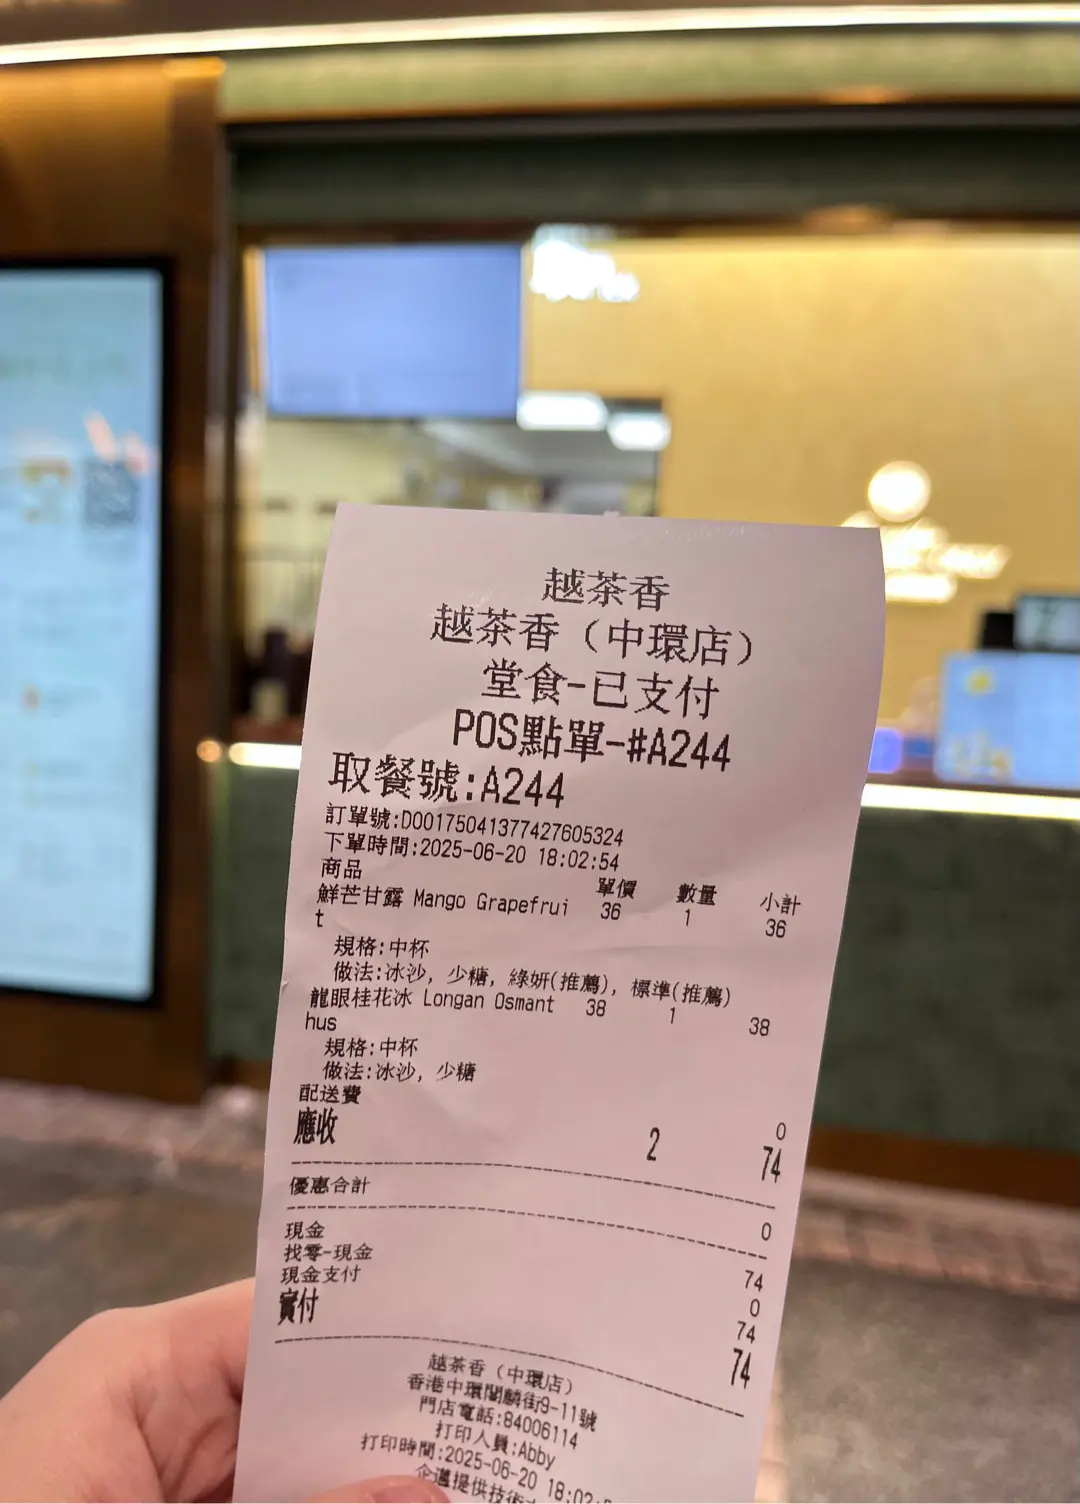 越茶香
越茶香（中環店）
堂食-已支付
POS點單-#A244
取餐號:A244
訂單號:D00175041377427605324
下單時間:2025-06-20 18:02:54
商品 單價 數量 小計
鮮芒甘露 Mango Grapefrui 36 1 36
t
規格:中杯
做法:冰沙, 少糖, 綠妍(推薦), 標準(推薦)
龍眼桂花冰 Longan Osmant 38 1 38
hus
規格:中杯
做法:冰沙, 少糖
配送費 0
應收 2 74
優惠合計 0
現金 74
找零-現金 0
現金支付 74
實付 74
越茶香（中環店）
香港中環閣麟街9-11號
門店電話:84006114
打印人員:Abby
打印時間:2025-06-20 18:02:5
企邁提供技術